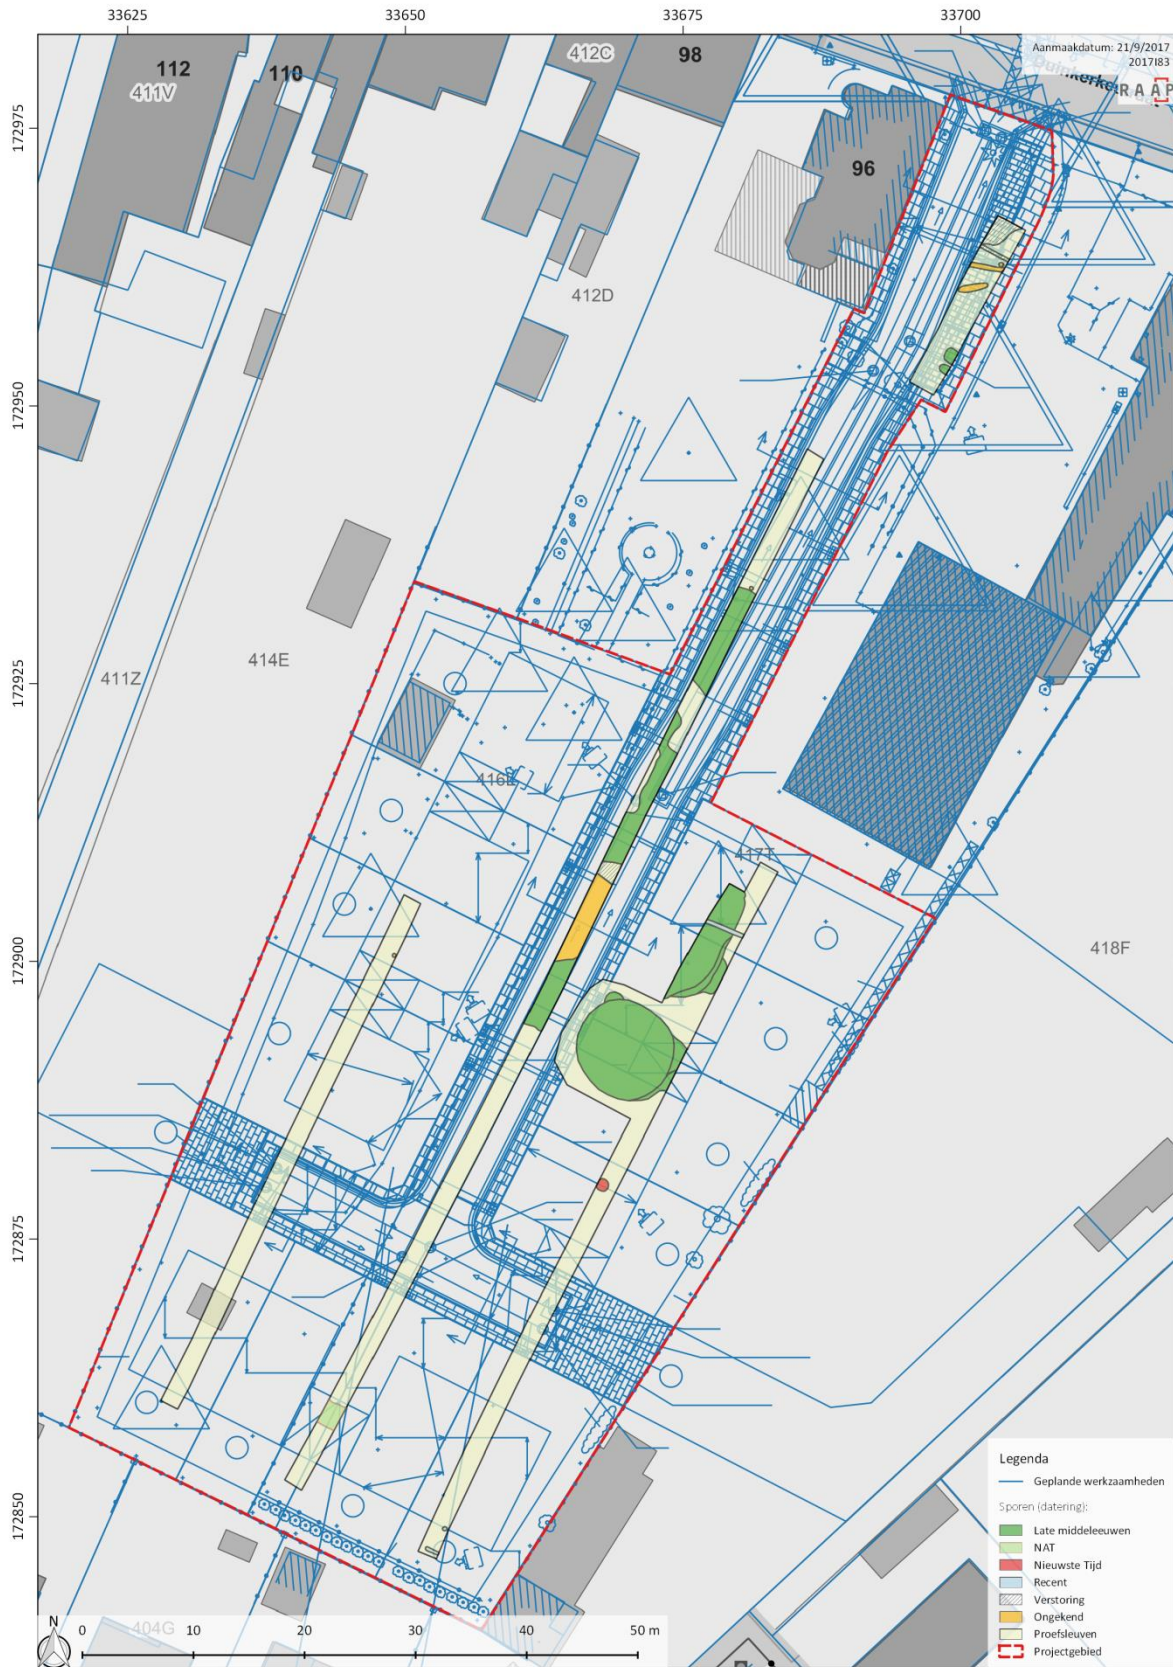 33625 33650 33675 33700
Aanmaakdatum: 21/9/2017
2017I83
RAAP
112
411V
110
412C
98
96
172975
412D
172950
411Z
414E
172925
416L
417T
418F
172900
172875
172850
404G
N
0 10 20 30 40 50 m
Legenda
Geplande werkzaamheden
Sporen (datering):
Late middeleeuwen
NAT
Nieuwste Tijd
Recent
Verstoring
Ongekend
Proefsleuven
Projectgebied